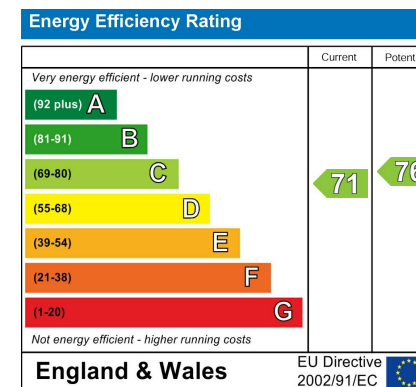 Energy Efficiency Rating
Current Potent
Very energy efficient - lower running costs
(92 plus) A
(81-91) B
(69-80) C
71 76
(55-68) D
(39-54) E
(21-38) F
(1-20) G
Not energy efficient - higher running costs
England & Wales
EU Directive
2002/91/EC